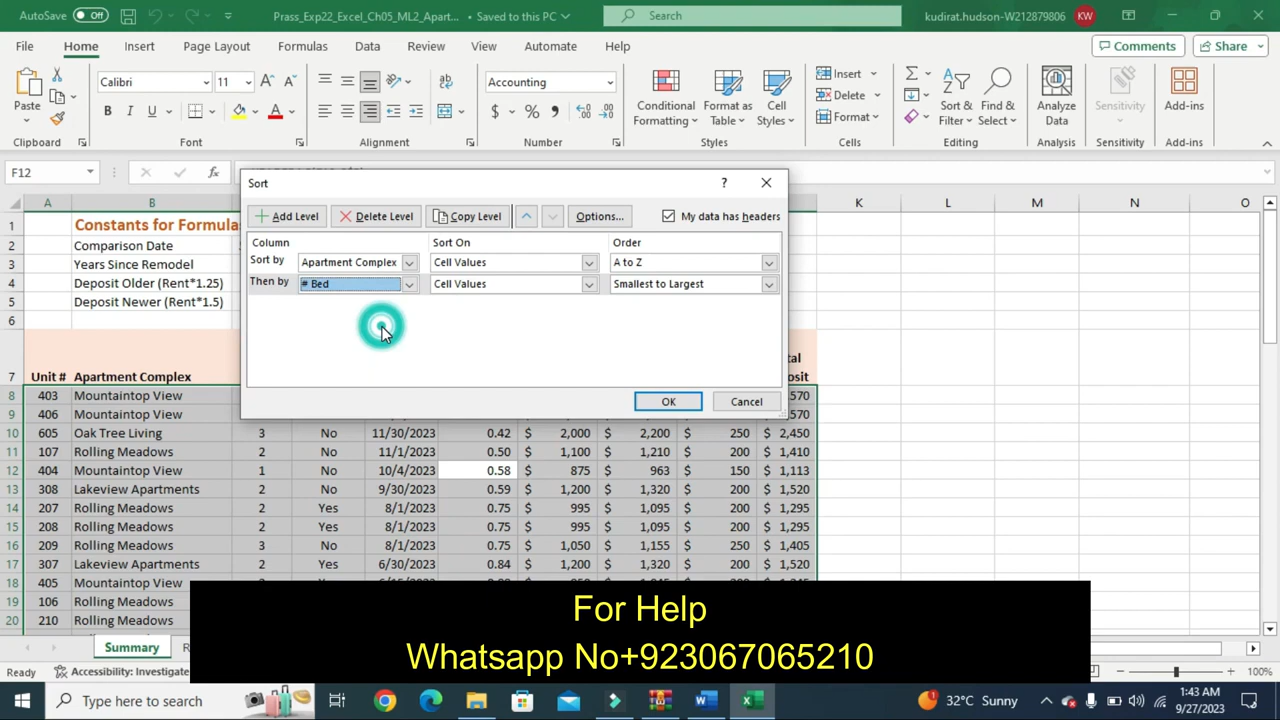 AutoSave Off Prass_Exp22_Excel_Ch05_ML2_Apart... - Saved to this PC Search kudirat.hudson-W212879806 KW
File Home Insert Page Layout Formulas Data Review View Automate Help Comments Share
Paste Calibri 11 Accounting Conditional Formatting Format as Table Cell Styles Insert Delete Format Sort & Filter Find & Select Analyze Data Sensitivity Add-ins
Clipboard Font Alignment Number Styles Cells Editing Analysis Sensitivity Add-ins
F12
A B K L M N O
1 Constants for Formulas
2 Comparison Date
3 Years Since Remodel
4 Deposit Older (Rent*1.25)
5 Deposit Newer (Rent*1.5)
6
Sort ?
Add Level Delete Level Copy Level Options... My data has headers
Column Sort On Order
Sort by Apartment Complex Cell Values A to Z
Then by # Bed Cell Values Smallest to Largest
OK Cancel
7 Unit # Apartment Complex
8 403 Mountaintop View
9 406 Mountaintop View
10 605 Oak Tree Living 3 No 11/30/2023 0.42 $ 2,000 $ 2,200 $ 250 $ 2,450
11 107 Rolling Meadows 2 No 11/1/2023 0.50 $ 1,100 $ 1,210 $ 200 $ 1,410
12 404 Mountaintop View 1 No 10/4/2023 0.58 $ 875 $ 963 $ 150 $ 1,113
13 308 Lakeview Apartments 2 No 9/30/2023 0.59 $ 1,200 $ 1,320 $ 200 $ 1,520
14 207 Rolling Meadows 2 Yes 8/1/2023 0.75 $ 995 $ 1,095 $ 200 $ 1,295
15 208 Rolling Meadows 2 Yes 8/1/2023 0.75 $ 995 $ 1,095 $ 200 $ 1,295
16 209 Rolling Meadows 3 No 8/1/2023 0.75 $ 1,050 $ 1,155 $ 250 $ 1,405
17 307 Lakeview Apartments 2 Yes 6/30/2023 0.84 $ 1,200 $ 1,320 $ 200 $ 1,520
18 405 Mountaintop View
19 106 Rolling Meadows
20 210 Rolling Meadows
For Help
Whatsapp No+923067065210
Summary
Ready Accessibility: Investigate 100%
Type here to search 32°C Sunny 1:43 AM
9/27/2023